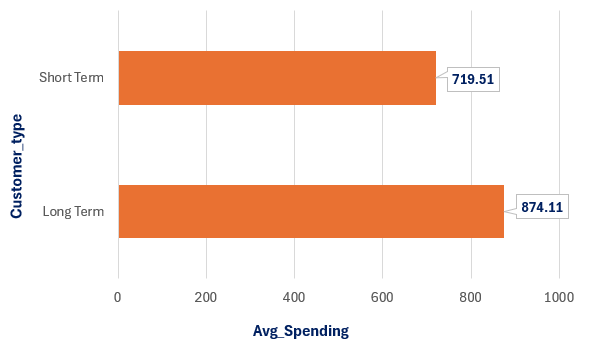 Short Term
719.51
Customer_type
Long Term
874.11
0 200 400 600 800 1000
Avg_Spending